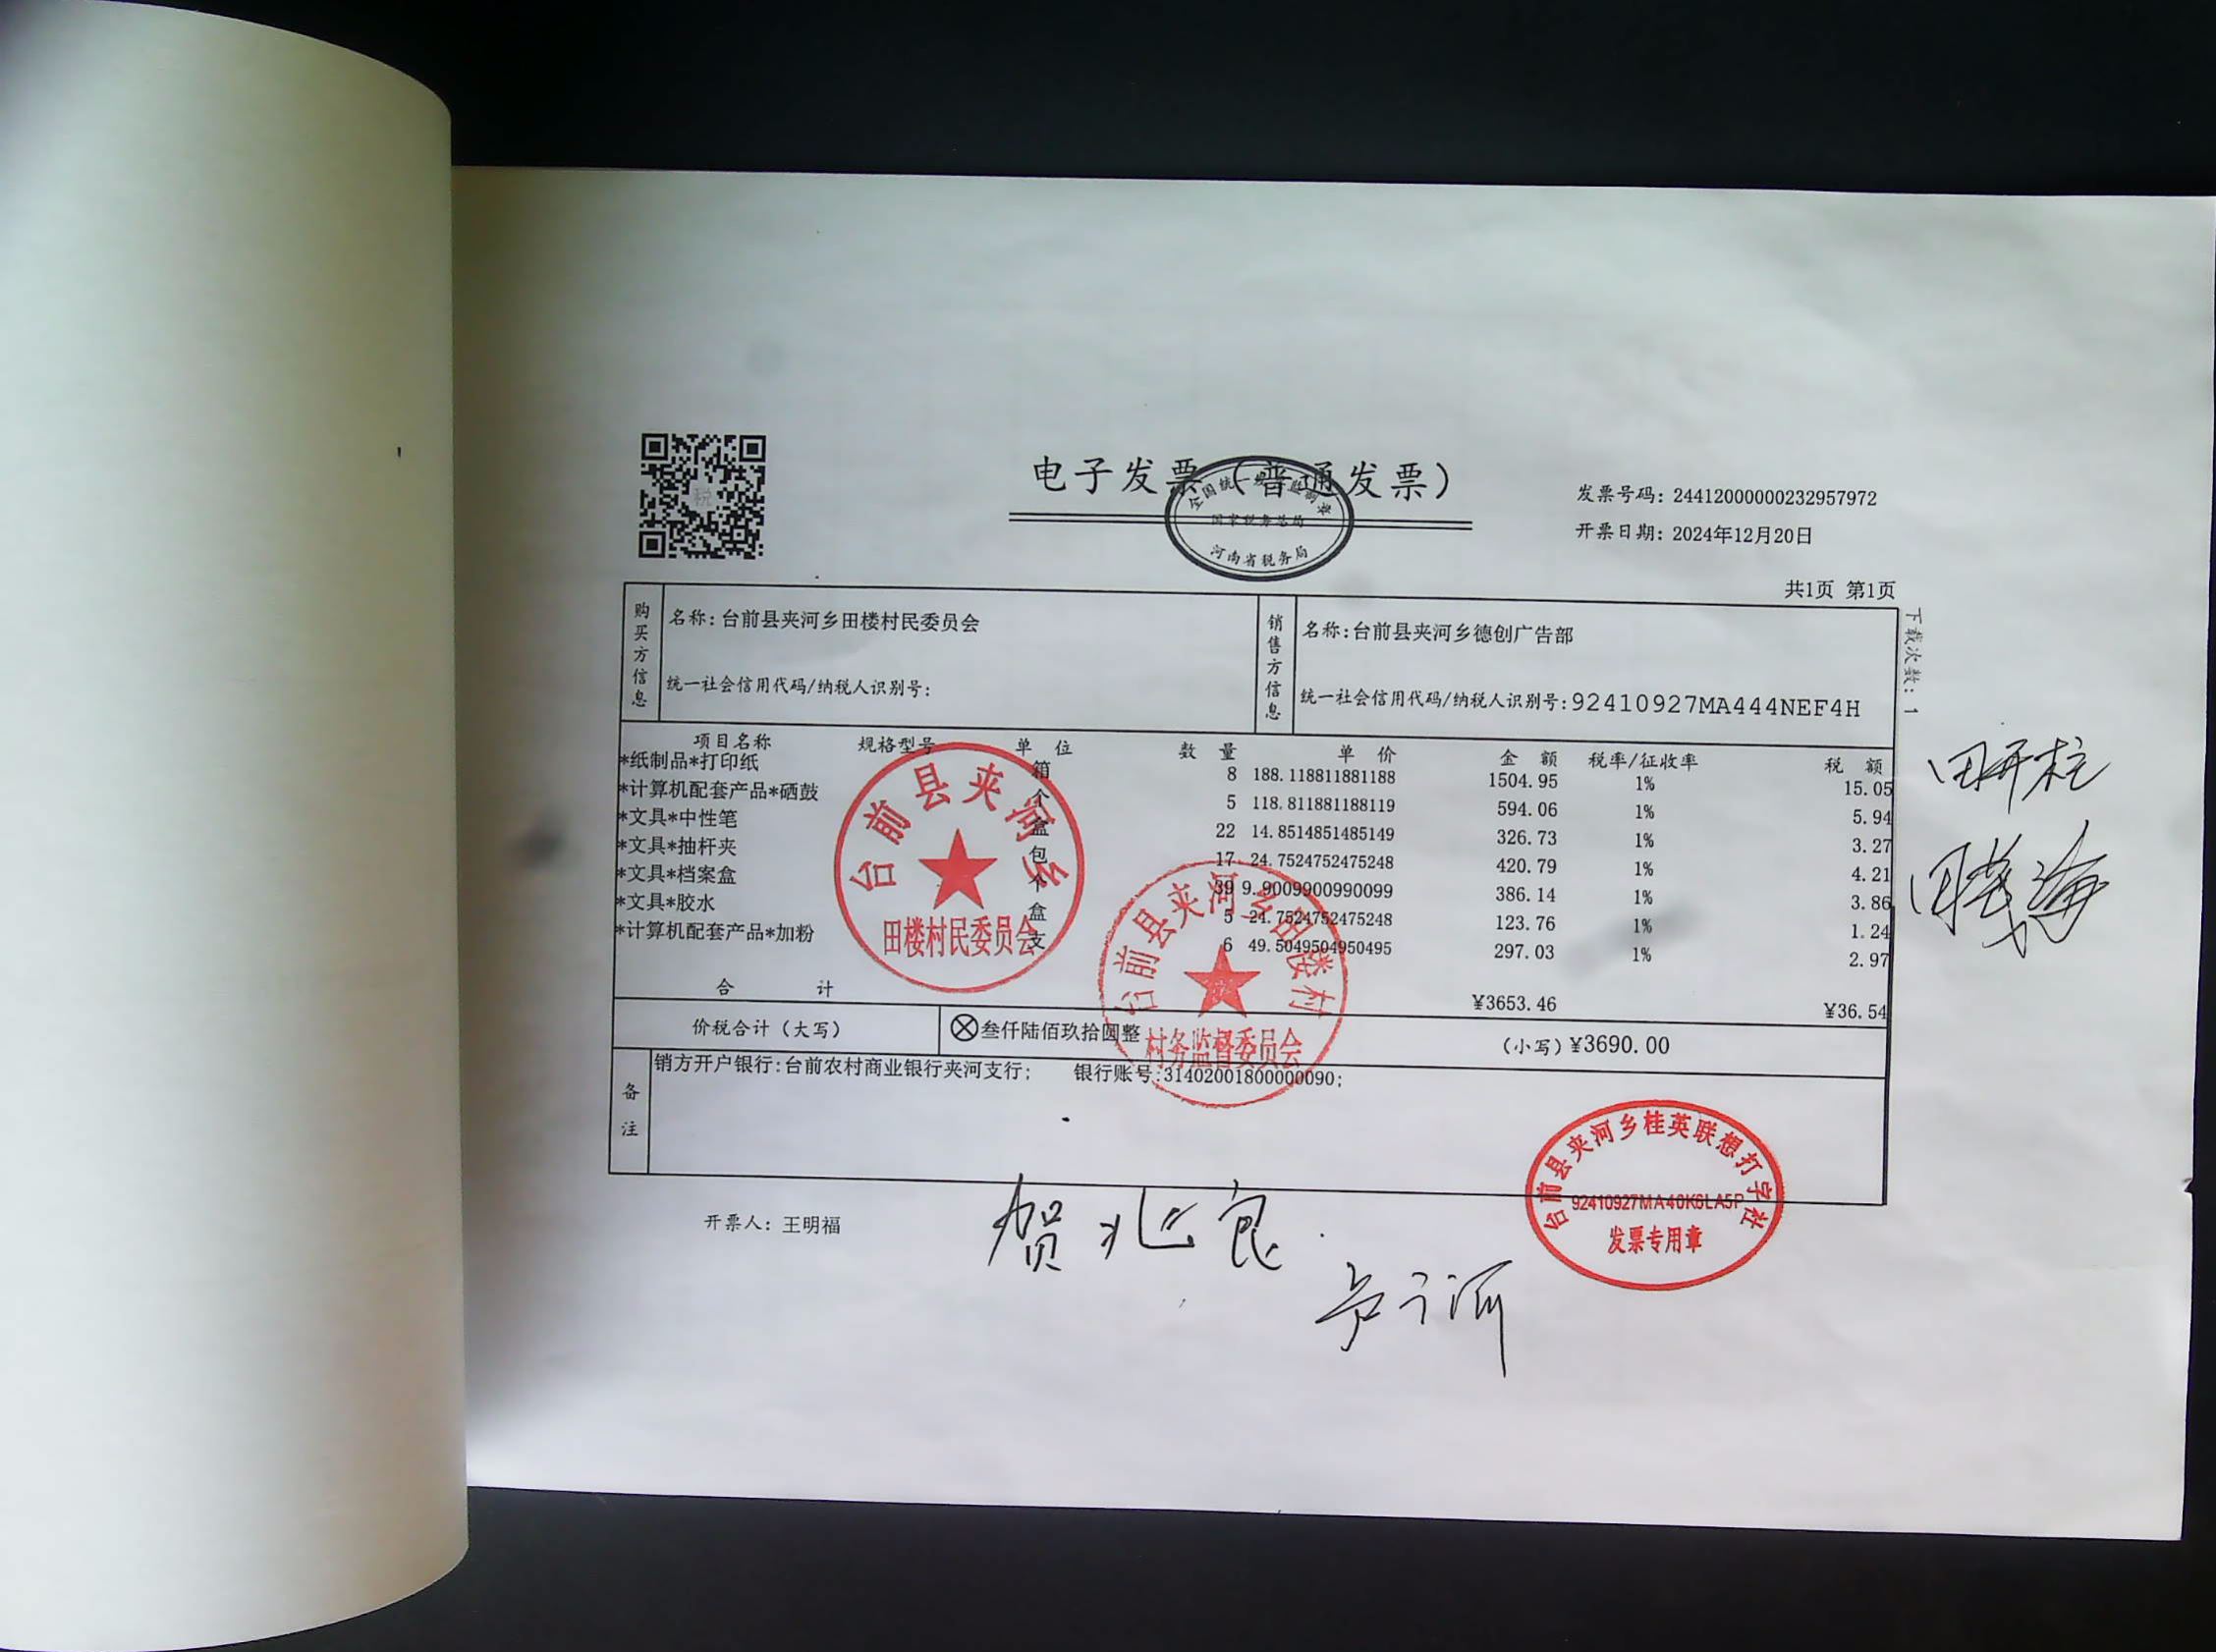 电子发票（普通发票）
全国统一发票监制章
国家税务总局
河南省税务局
税
发票号码：24412000000232957972
开票日期：2024年12月20日
共1页 第1页
购买方信息
名称：台前县夹河乡田楼村民委员会
统一社会信用代码/纳税人识别号：
销售方信息
名称：台前县夹河乡德创广告部
统一社会信用代码/纳税人识别号：92410927MA444NEF4H
下载次数：1
项目名称 规格型号 单位 数量 单价 金额 税率/征收率 税额
*纸制品*打印纸 箱 8 188.118811881188 1504.95 1% 15.05
*计算机配套产品*硒鼓 个 5 118.811881188119 594.06 1% 5.94
*文具*中性笔 盒 22 14.8514851485149 326.73 1% 3.27
*文具*抽杆夹 包 17 24.7524752475248 420.79 1% 4.21
*文具*档案盒 个 39 9.9009900990099 386.14 1% 3.86
*文具*胶水 盒 5 24.7524752475248 123.76 1% 1.24
*计算机配套产品*加粉 支 6 49.5049504950495 297.03 1% 2.97
合计 ¥3653.46 ¥36.54
价税合计（大写） ⊗叁仟陆佰玖拾圆整 （小写）¥3690.00
备注
销方开户银行：台前农村商业银行夹河支行； 银行账号：31402001800000090；
开票人：王明福
台前县夹河乡
田楼村民委员会
台前县夹河乡田楼村
村务监督委员会
台前县夹河乡桂英联想打字社
92410927MA40K6LA5P
发票专用章
贺兆良